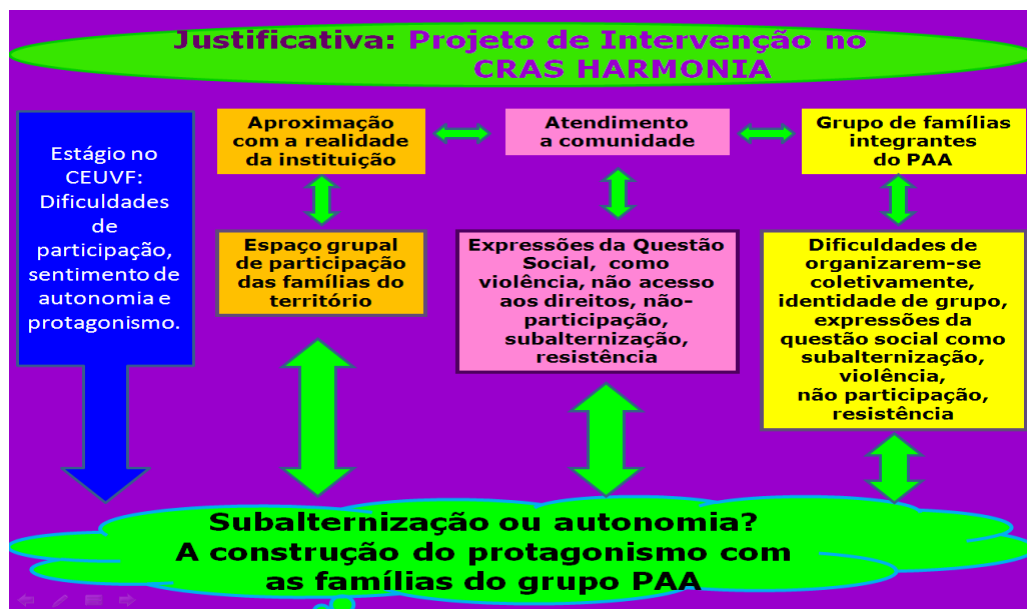 Justificativa: Projeto de Intervenção no
CRAS HARMONIA
Estágio no
CEUVF:
Dificuldades
de
participação,
sentimento de
autonomia e
protagonismo.
Aproximação
com a realidade
da instituição
Atendimento
a comunidade
Grupo de famílias
integrantes
do PAA
Espaço grupal
de participação
das famílias do
território
Expressões da Questão
Social, como
violência, não acesso
aos direitos, não-
participação,
subalternização,
resistência
Dificuldades de
organizarem-se
coletivamente,
identidade de grupo,
expressões da
questão social como
subalternização,
violência,
não participação,
resistência
Subalternização ou autonomia?
A construção do protagonismo com
as famílias do grupo PAA